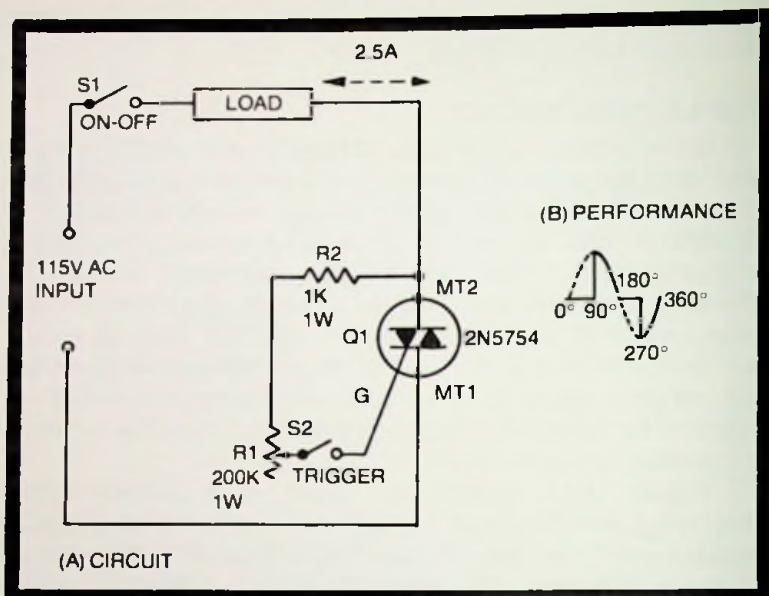 2.5A
S1
LOAD
ON-OFF
(B) PERFORMANCE
115V AC
INPUT
R2
1K
1W
MT2
180°
0°
90°
360°
270°
Q1
2N5754
G
MT1
S2
R1
200K
1W
TRIGGER
(A) CIRCUIT